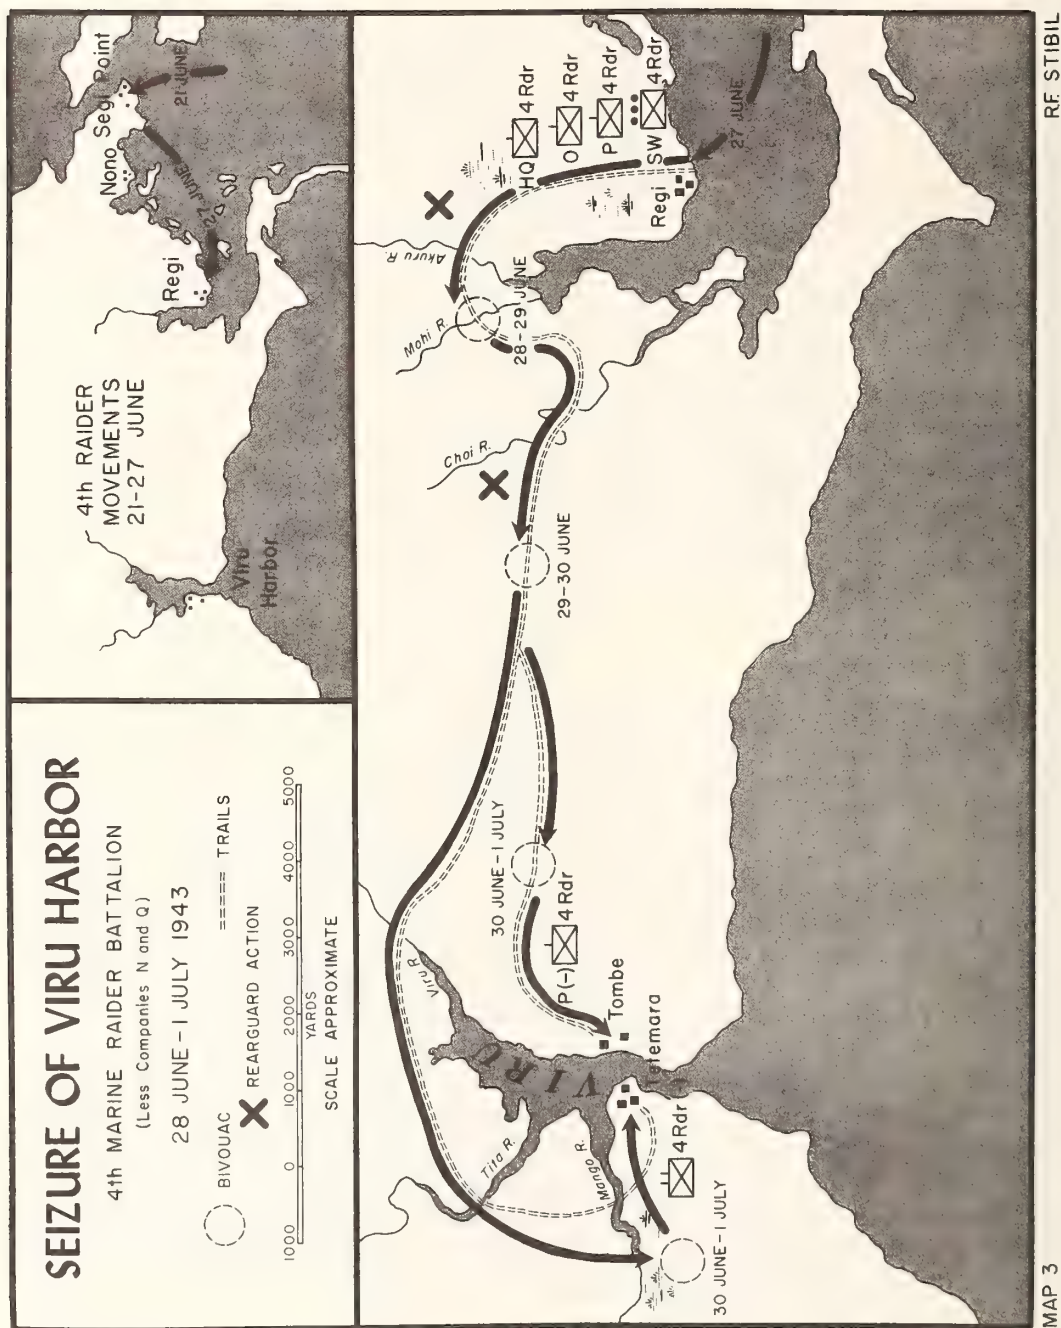 SEIZURE OF VIRU HARBOR
4th MARINE RAIDER BATTALION
(Less Companies N and Q)
28 JUNE-1 JULY 1943
BIVOUAC
TRAILS
REARGUARD ACTION
1000 0 1000 2000 3000 4000 5000
YARDS
SCALE APPROXIMATE
4th RAIDER
MOVEMENTS
21-27 JUNE
Nono
Segi Point
21 JUNE
27 JUNE
Regi
Viru
Harbor
27 JUNE
Regi
HQ 4 Rdr
O 4 Rdr
P 4 Rdr
SW 4 Rdr
Akuru R.
Mohi R.
28-29 JUNE
Choi R.
29-30 JUNE
30 JUNE-1 JULY
P(-) 4 Rdr
Viru R.
VIRU
Tombe
Tetemara
Tita R.
Mango R.
4 Rdr
30 JUNE-1 JULY
MAP 3
R.F. STIBIL